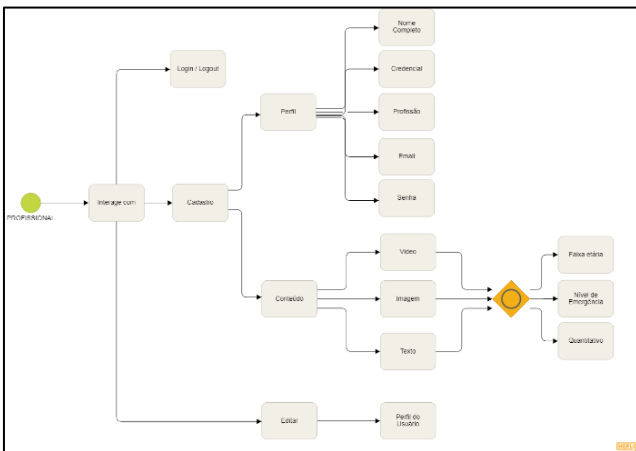 Nome
Completo
Login / Logout
Credencial
Perfil
Profissão
Email
Senha
PROFISSIONAL
Interage com
Cadastro
Vídeo
Faixa etária
Conteúdo
Imagem
Nível de
Emergência
Texto
Quantitativo
Editar
Perfil do
Usuário